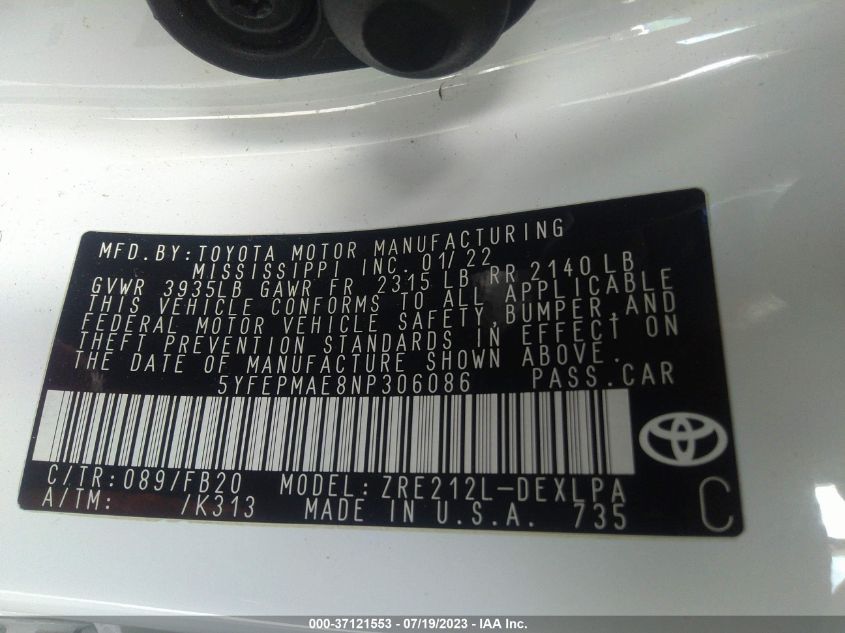 MFD.BY:TOYOTA MOTOR MANUFACTURING
MISSISSIPPI INC. 01/22
GVWR 3935LB GAWR FR 2315 LB RR 2140LB
THIS VEHICLE CONFORMS TO ALL APPLICABLE
FEDERAL MOTOR VEHICLE SAFETY,BUMPER,AND
THEFT PREVENTION STANDARDS IN EFFECT ON
THE DATE OF MANUFACTURE SHOWN ABOVE.
5YFEPMAE8NP306086 PASS.CAR
C/TR:089/FB20 MODEL:ZRE212L-DEXLPA
A/TM: /K313 MADE IN U.S.A. 735 C
000-37121553 - 07/19/2023 - IAA Inc.